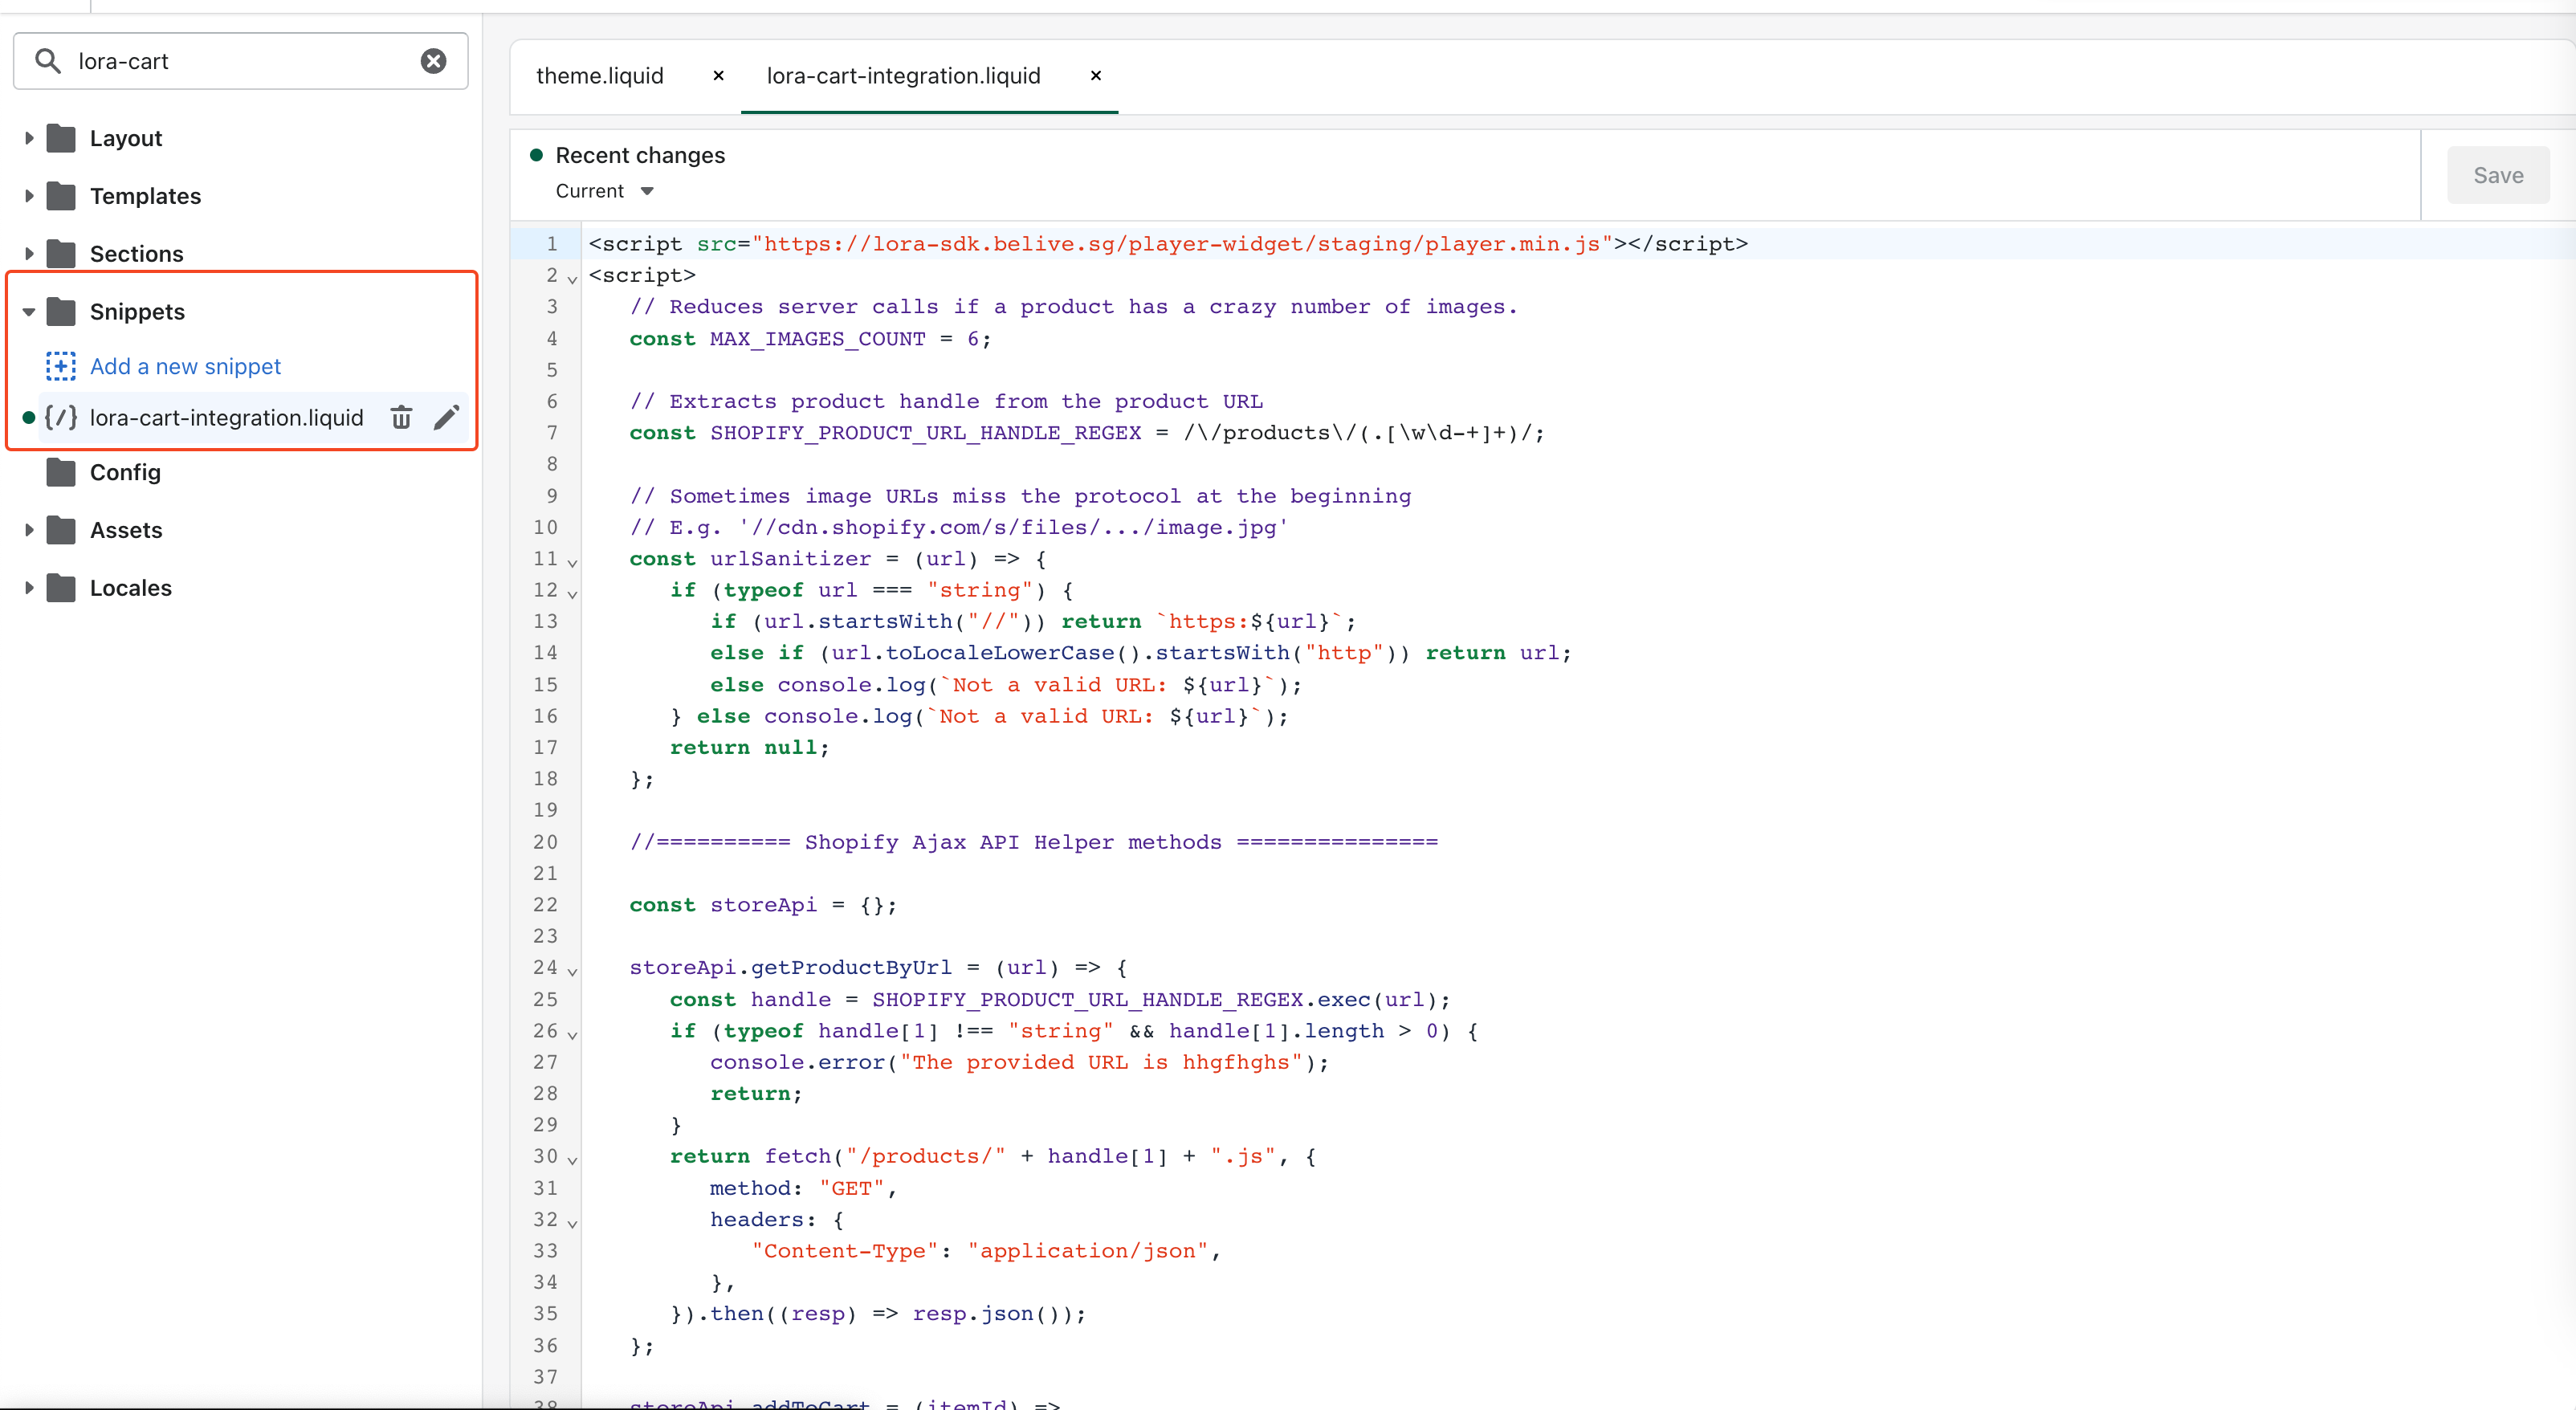 lora-cart
Layout
Templates
Sections
Snippets
Add a new snippet
{/} lora-cart-integration.liquid
Config
Assets
Locales
theme.liquid × lora-cart-integration.liquid ×
Recent changes
Current
Save
1 <script src="https://lora-sdk.belive.sg/player-widget/staging/player.min.js"></script>
2 <script>
3 // Reduces server calls if a product has a crazy number of images.
4 const MAX_IMAGES_COUNT = 6;
5
6 // Extracts product handle from the product URL
7 const SHOPIFY_PRODUCT_URL_HANDLE_REGEX = /\/products\/(.[\w\d-+]+)/;
8
9 // Sometimes image URLs miss the protocol at the beginning
10 // E.g. '//cdn.shopify.com/s/files/.../image.jpg'
11 const urlSanitizer = (url) => {
12 if (typeof url === "string") {
13 if (url.startsWith("//")) return `https:${url}`;
14 else if (url.toLocaleLowerCase().startsWith("http")) return url;
15 else console.log(`Not a valid URL: ${url}`);
16 } else console.log(`Not a valid URL: ${url}`);
17 return null;
18 };
19
20 //========== Shopify Ajax API Helper methods ===============
21
22 const storeApi = {};
23
24 storeApi.getProductByUrl = (url) => {
25 const handle = SHOPIFY_PRODUCT_URL_HANDLE_REGEX.exec(url);
26 if (typeof handle[1] !== "string" && handle[1].length > 0) {
27 console.error("The provided URL is hhgfhghs");
28 return;
29 }
30 return fetch("/products/" + handle[1] + ".js", {
31 method: "GET",
32 headers: {
33 "Content-Type": "application/json",
34 },
35 }).then((resp) => resp.json());
36 };
37
38 storeApi.addToCart = (itemId) =>